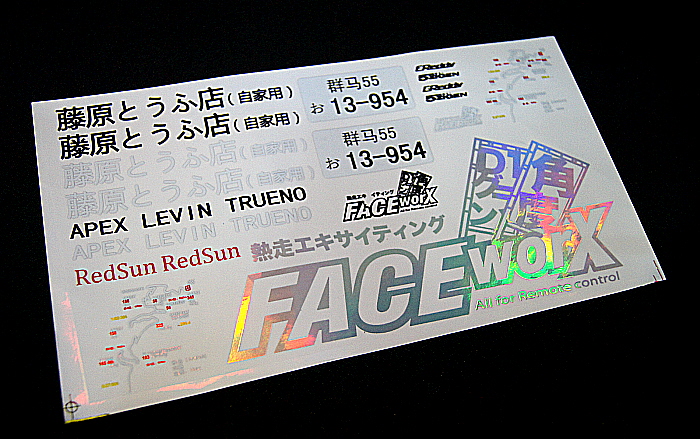 藤原とうふ店(自家用)
藤原とうふ店(自家用)
藤原とうふ店(自家用)
藤原とうふ店(自家用)
APEX LEVIN TRUENO
APEX LEVIN TRUENO
RedSun RedSun
群马55
お 13-954
群马55
お 13-954
GReddy
GReddy
FACEworX
熱走エキサイティング
FACEworX
All for Remote control